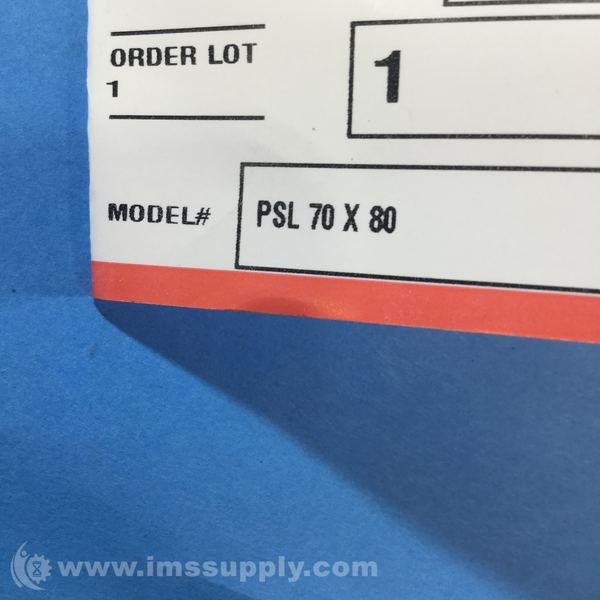 ORDER LOT
1
1
MODEL#
PSL 70 X 80
www.imssupply.com